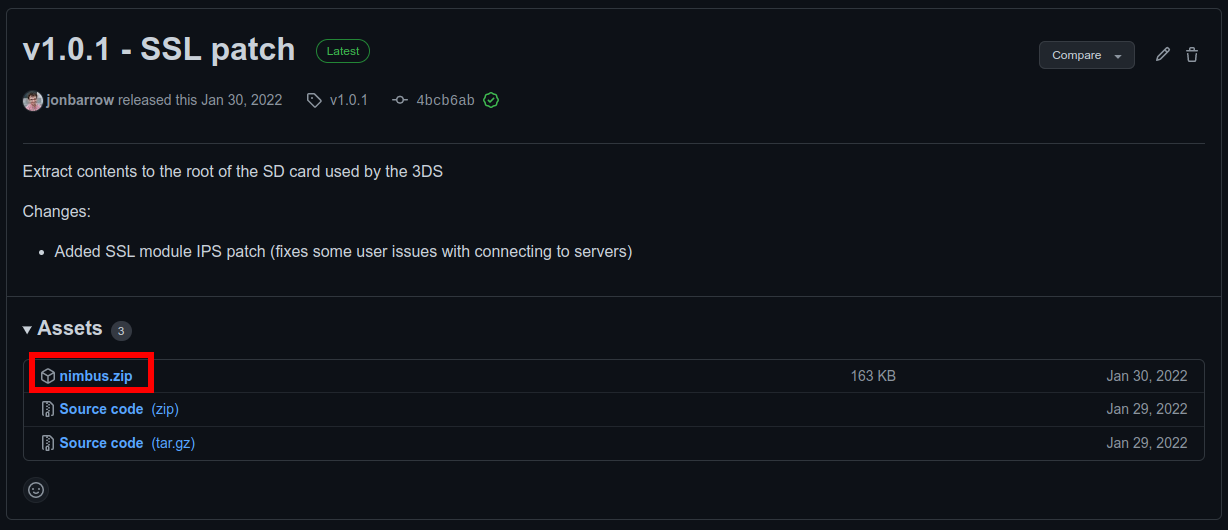 v1.0.1 - SSL patch Latest Compare
jonbarrow released this Jan 30, 2022 v1.0.1 4bcb6ab
Extract contents to the root of the SD card used by the 3DS
Changes:
• Added SSL module IPS patch (fixes some user issues with connecting to servers)
Assets 3
nimbus.zip 163 KB Jan 30, 2022
Source code (zip) Jan 29, 2022
Source code (tar.gz) Jan 29, 2022